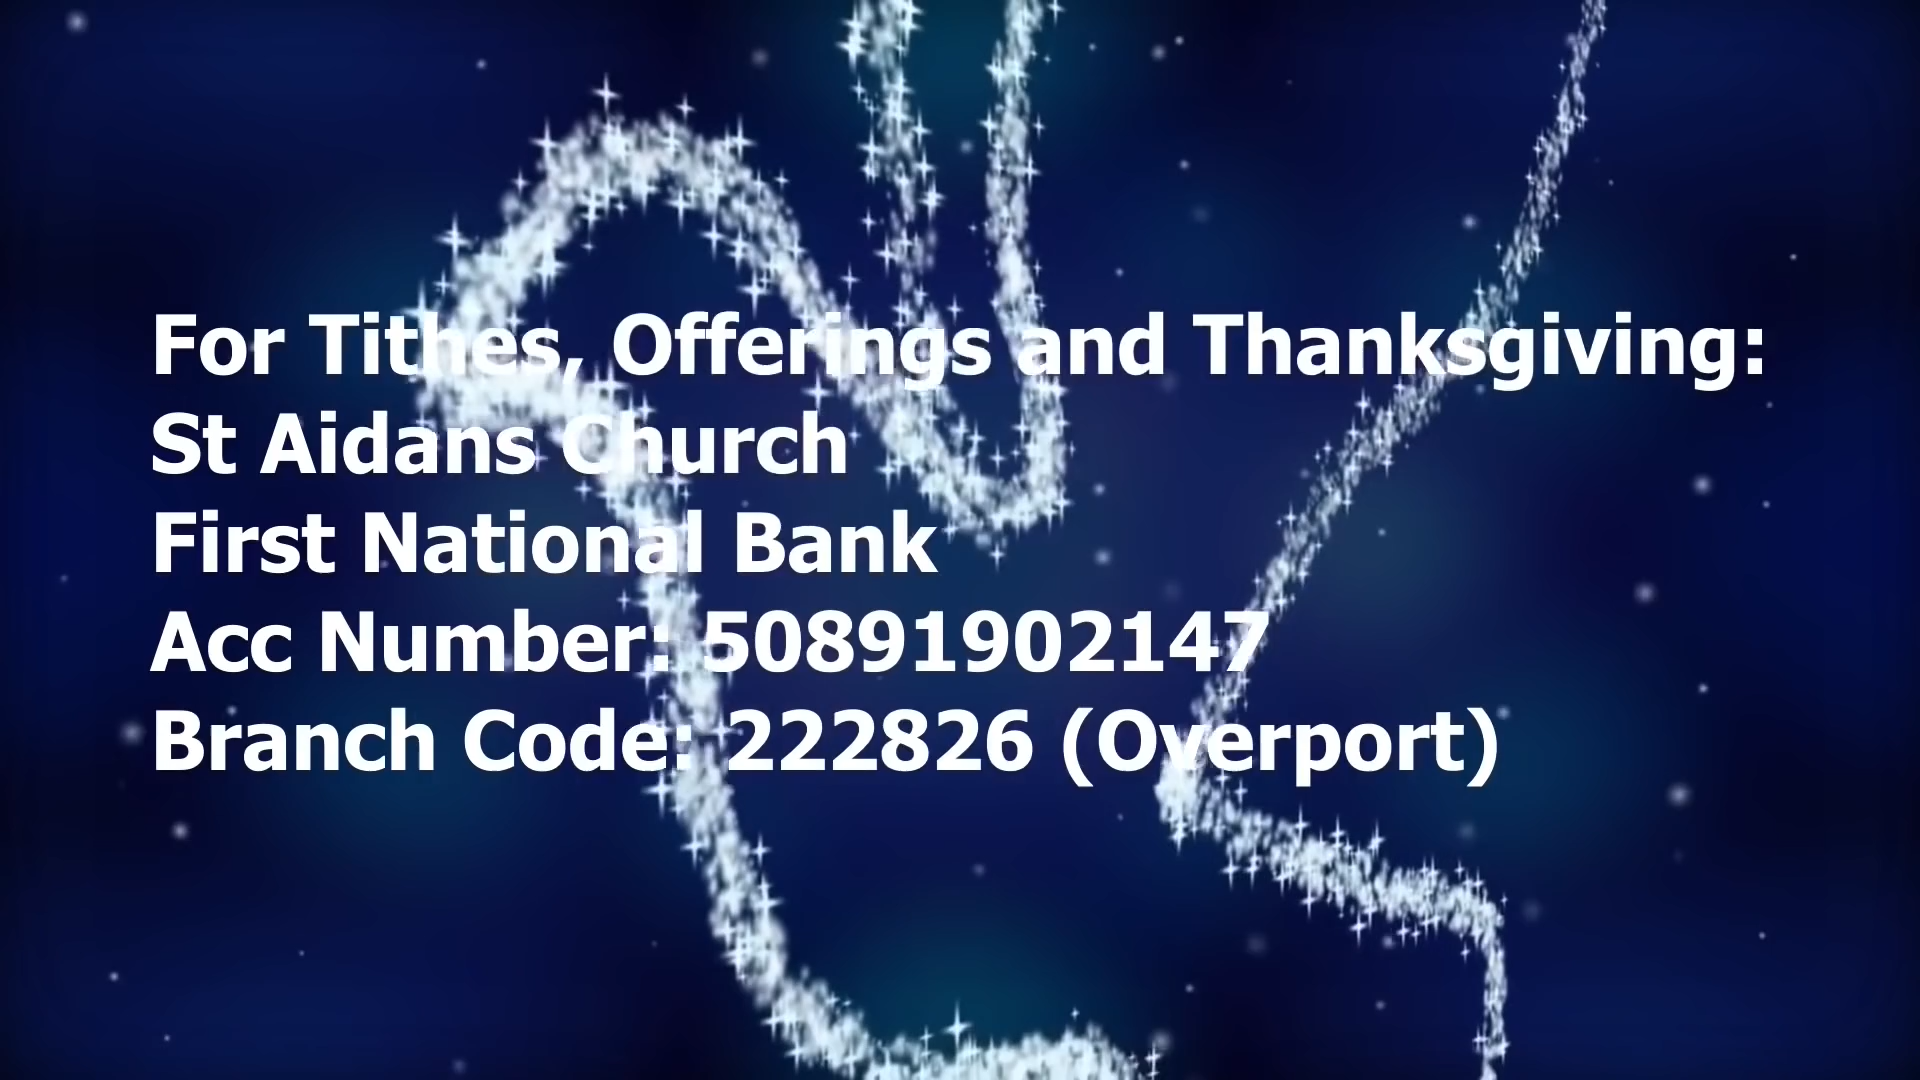 For Tithes, Offerings and Thanksgiving:
St Aidans Church
First National Bank
Acc Number: 50891902147
Branch Code: 222826 (Overport)